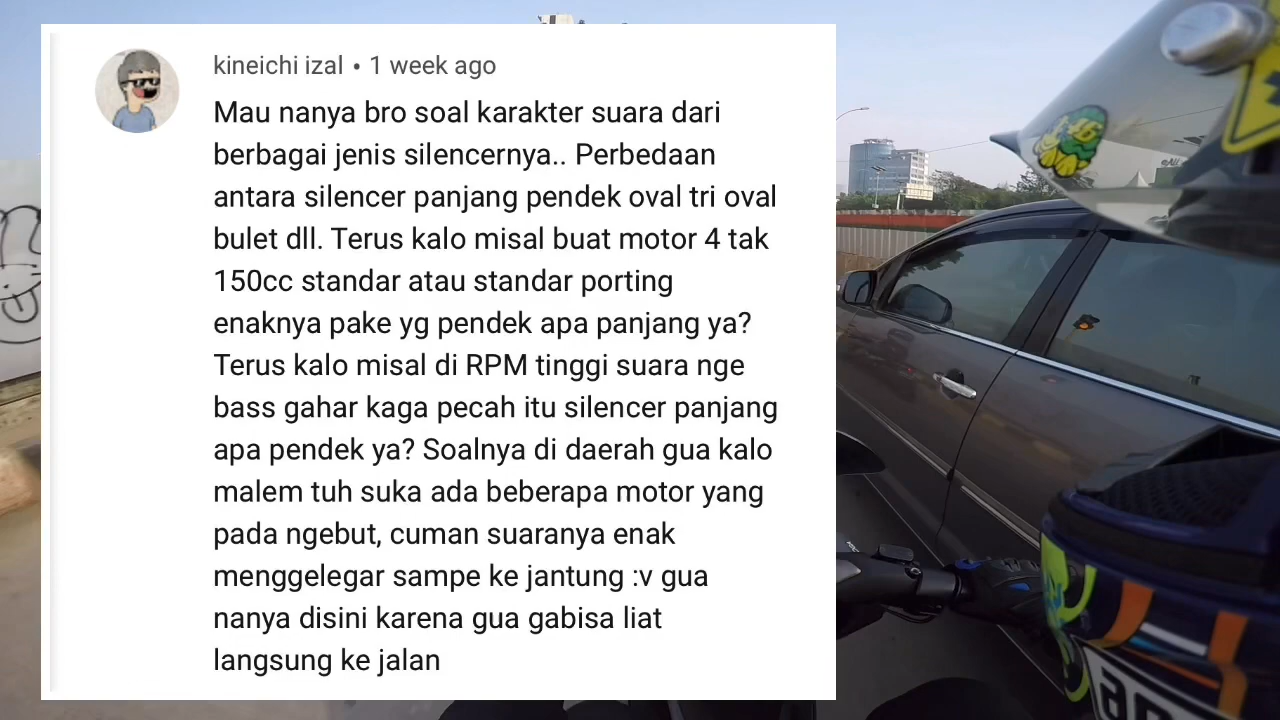 kineichi izal • 1 week ago
Mau nanya bro soal karakter suara dari
berbagai jenis silencernya.. Perbedaan
antara silencer panjang pendek oval tri oval
bulet dll. Terus kalo misal buat motor 4 tak
150cc standar atau standar porting
enaknya pake yg pendek apa panjang ya?
Terus kalo misal di RPM tinggi suara nge
bass gahar kaga pecah itu silencer panjang
apa pendek ya? Soalnya di daerah gua kalo
malem tuh suka ada beberapa motor yang
pada ngebut, cuman suaranya enak
menggelegar sampe ke jantung :v gua
nanya disini karena gua gabisa liat
langsung ke jalan